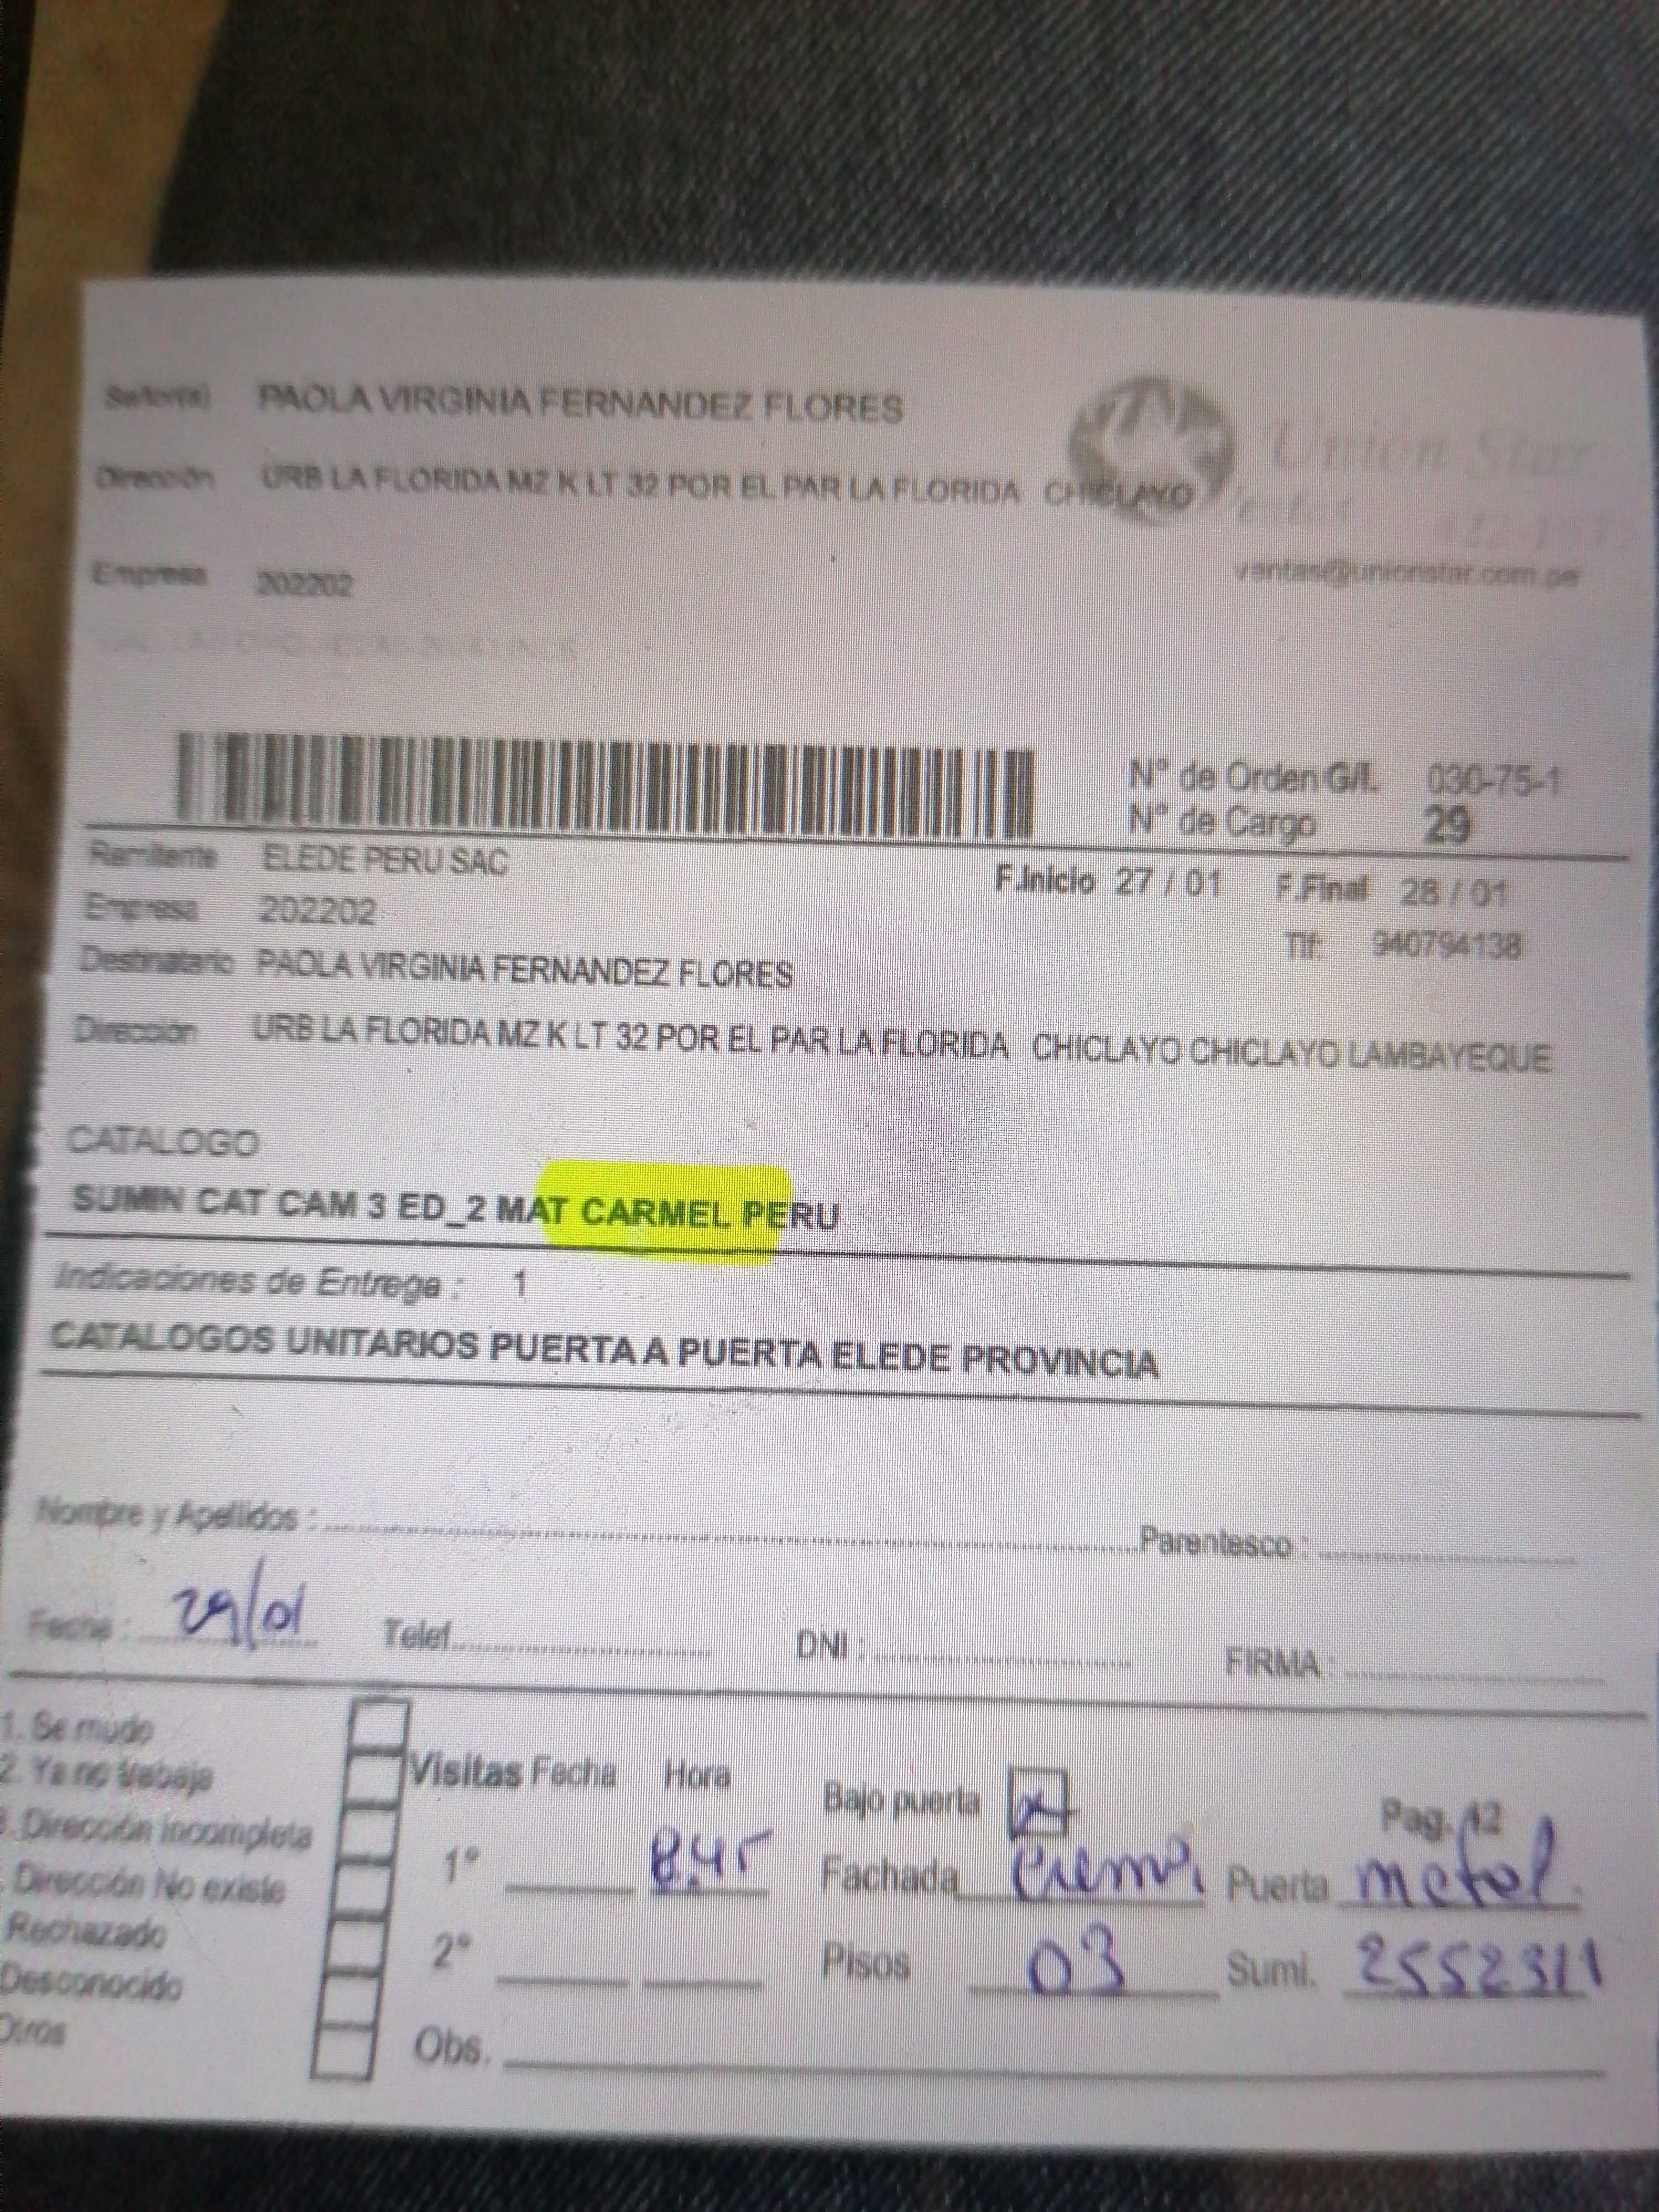 Señor(a) PAOLA VIRGINIA FERNANDEZ FLORES
Unión Star
Dirección URB LA FLORIDA MZ K LT 32 POR EL PAR LA FLORIDA CHICLAYO
Empresa 202202
ventas@unionstar.com.pe
N° de Orden G/L 030-75-1
N° de Cargo 29
Remitente ELEDE PERU SAC
F.Inicio 27 / 01 F.Final 28 / 01
Empresa 202202
Tlf: 940794138
Destinatario PAOLA VIRGINIA FERNANDEZ FLORES
Dirección URB LA FLORIDA MZ K LT 32 POR EL PAR LA FLORIDA CHICLAYO CHICLAYO LAMBAYEQUE
CATALOGO
SUMIN CAT CAM 3 ED_2 MAT CARMEL PERU
Indicaciones de Entrega : 1
CATALOGOS UNITARIOS PUERTA A PUERTA ELEDE PROVINCIA
Nombre y Apellidos : Parentesco :
Fecha : 29/01 Telef. DNI : FIRMA :
1. Se mudo
2. Ya no trabaja
. Dirección incompleta
Dirección No existe
Rechazado
Desconocido
Otros
Visitas Fecha Hora
1° 8.45
2°
Obs.
Bajo puerta Pag. 12
Fachada Puerta metal
Pisos 03 Sumi. 25523